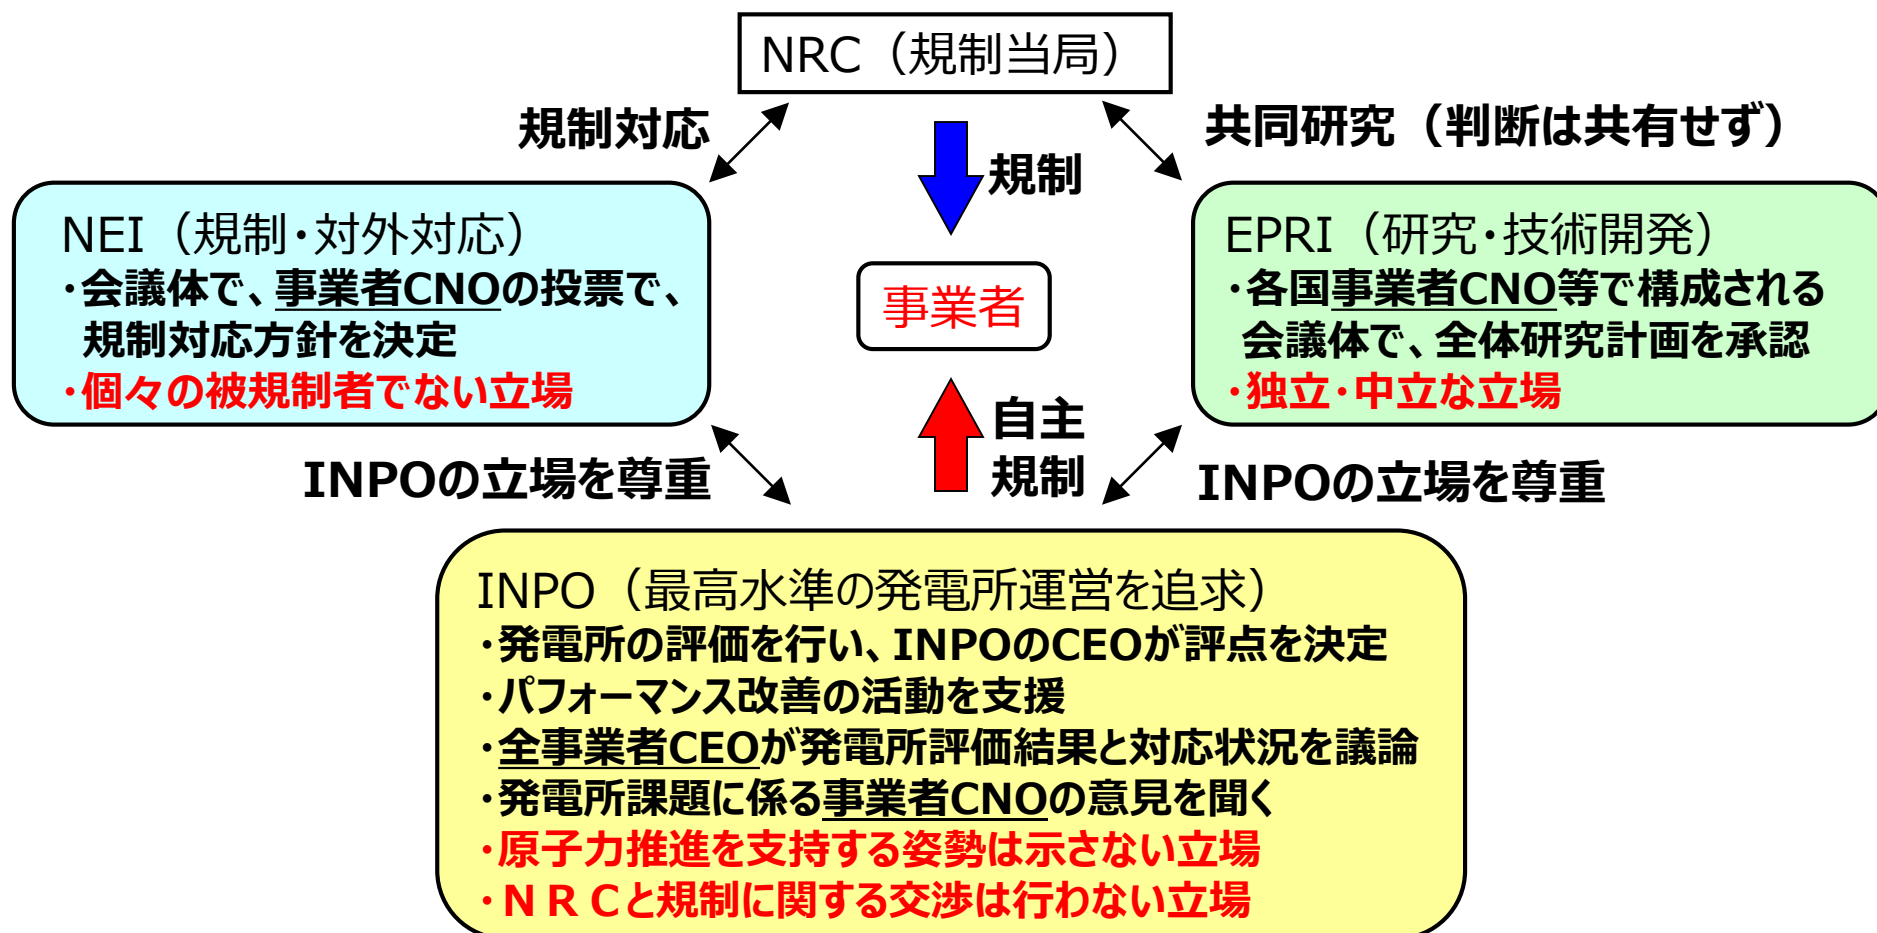 NRC（規制当局）
規制対応
共同研究（判断は共有せず）
規制
NEI（規制・対外対応）
・会議体で、事業者CNOの投票で、
規制対応方針を決定
・個々の被規制者でない立場
事業者
EPRI（研究・技術開発）
・各国事業者CNO等で構成される
会議体で、全体研究計画を承認
・独立・中立な立場
自主
規制
INPOの立場を尊重
INPOの立場を尊重
INPO（最高水準の発電所運営を追求）
・発電所の評価を行い、INPOのCEOが評点を決定
・パフォーマンス改善の活動を支援
・全事業者CEOが発電所評価結果と対応状況を議論
・発電所課題に係る事業者CNOの意見を聞く
・原子力推進を支持する姿勢は示さない立場
・ＮＲＣと規制に関する交渉は行わない立場